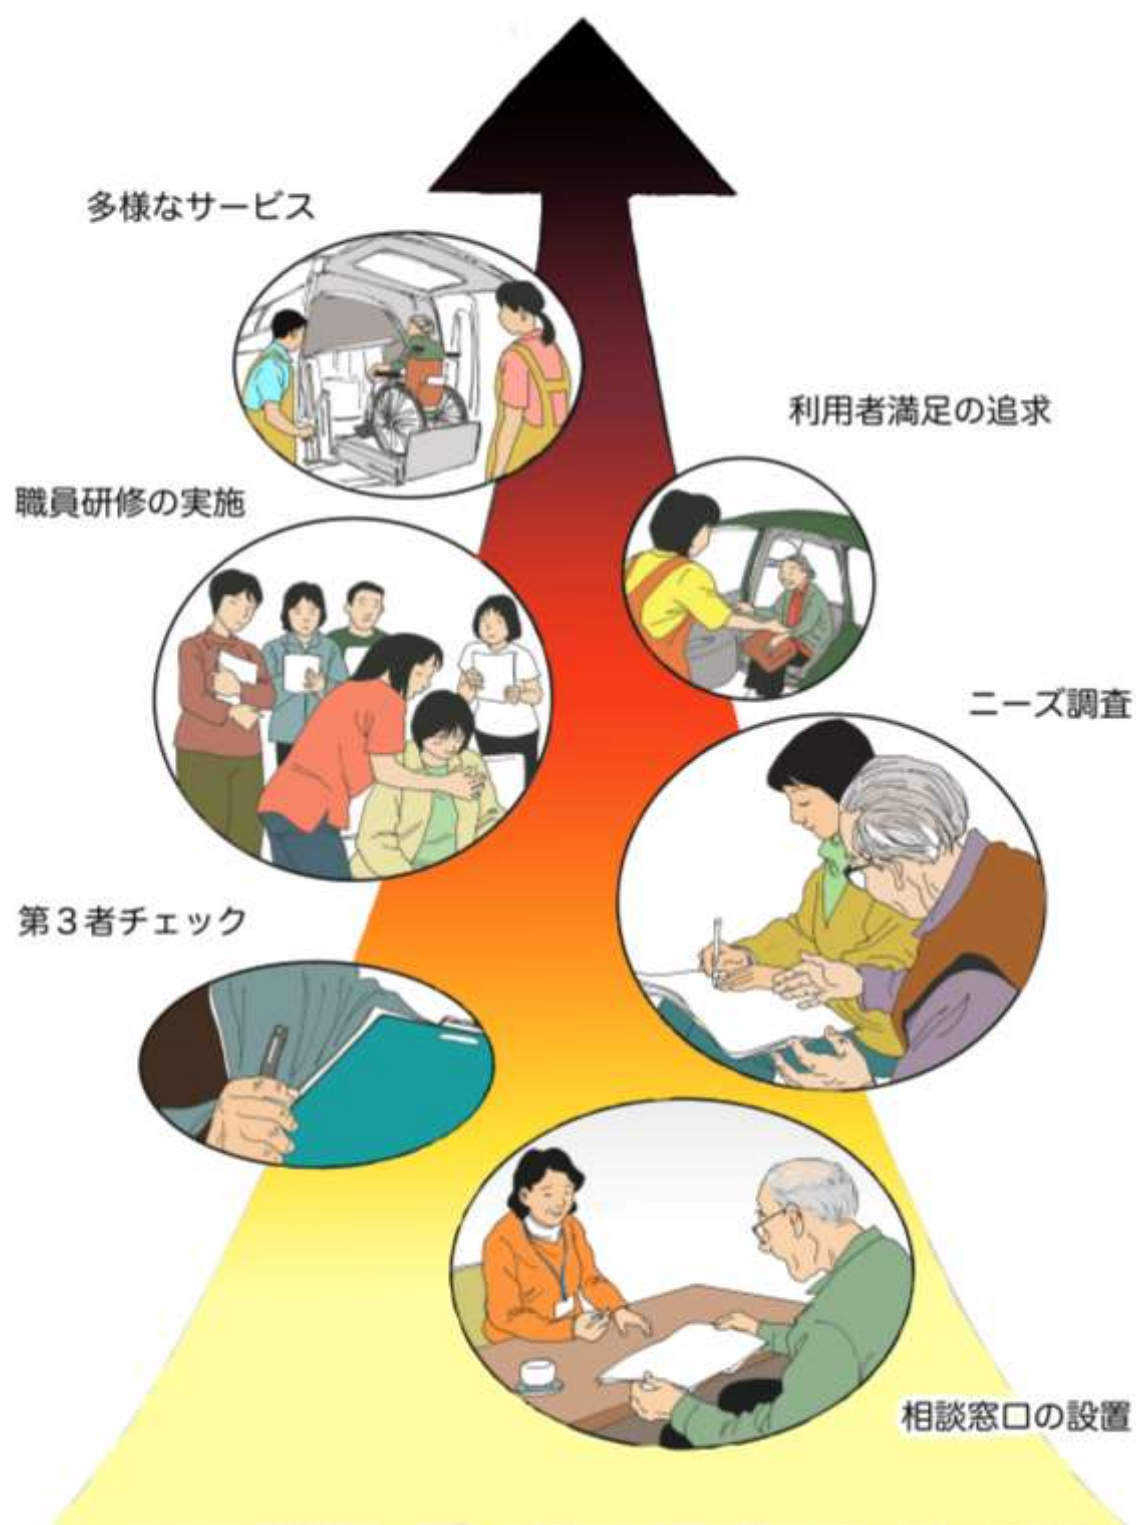 多様なサービス
利用者満足の追求
職員研修の実施
ニーズ調査
第３者チェック
相談窓口の設置